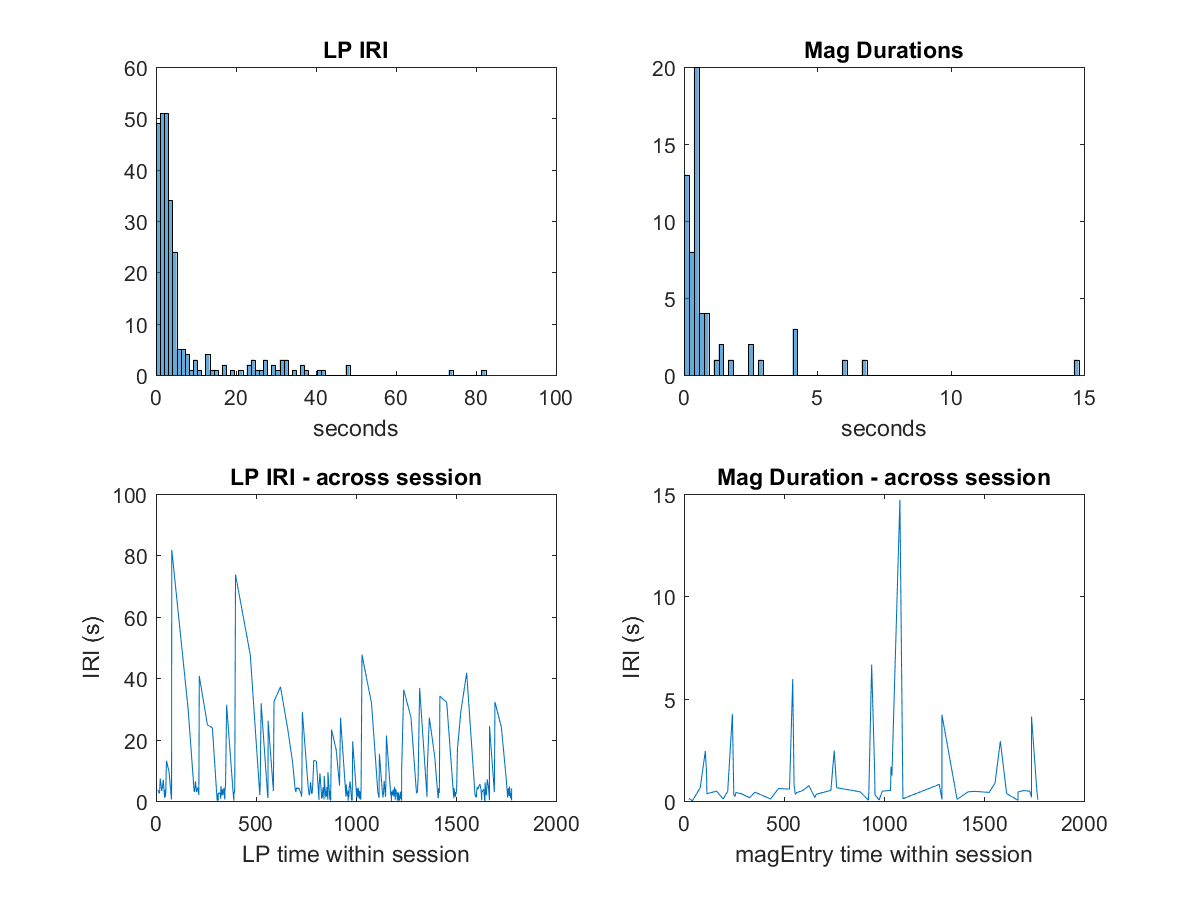 LP IRI
60
50
40
30
20
10
0
0 20 40 60 80 100
seconds
Mag Durations
20
15
10
5
0
0 5 10 15
seconds
LP IRI - across session
100
80
60
40
20
0
IRI (s)
0 500 1000 1500 2000
LP time within session
Mag Duration - across session
15
10
5
0
IRI (s)
0 500 1000 1500 2000
magEntry time within session